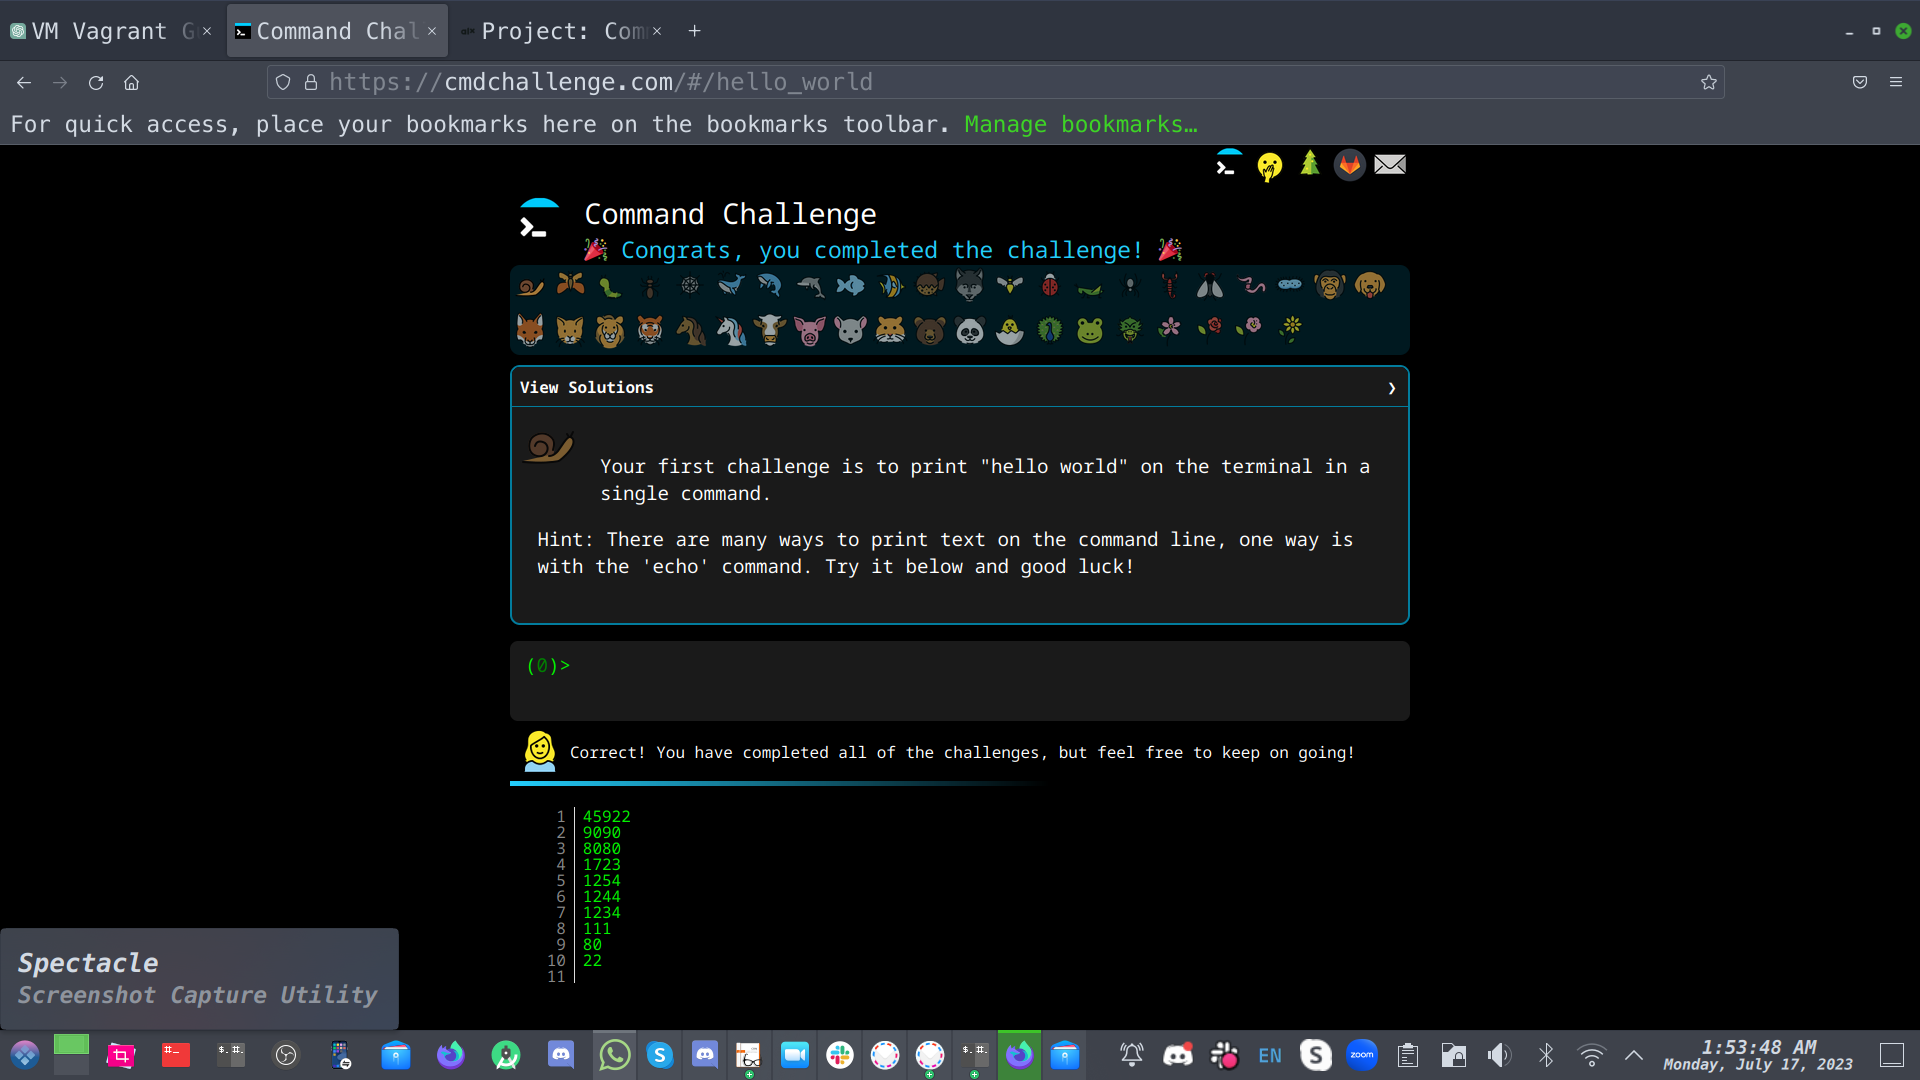 VM Vagrant G
Command Chal
Project: Com
https://cmdchallenge.com/#/hello_world
For quick access, place your bookmarks here on the bookmarks toolbar. Manage bookmarks…
Command Challenge
Congrats, you completed the challenge!
View Solutions
Your first challenge is to print "hello world" on the terminal in a
single command.
Hint: There are many ways to print text on the command line, one way is
with the 'echo' command. Try it below and good luck!
(0)>
Correct! You have completed all of the challenges, but feel free to keep on going!
1 45922
2 9090
3 8080
4 1723
5 1254
6 1244
7 1234
8 111
9 80
10 22
11
Spectacle
Screenshot Capture Utility
EN
zoom
1:53:48 AM
Monday, July 17, 2023